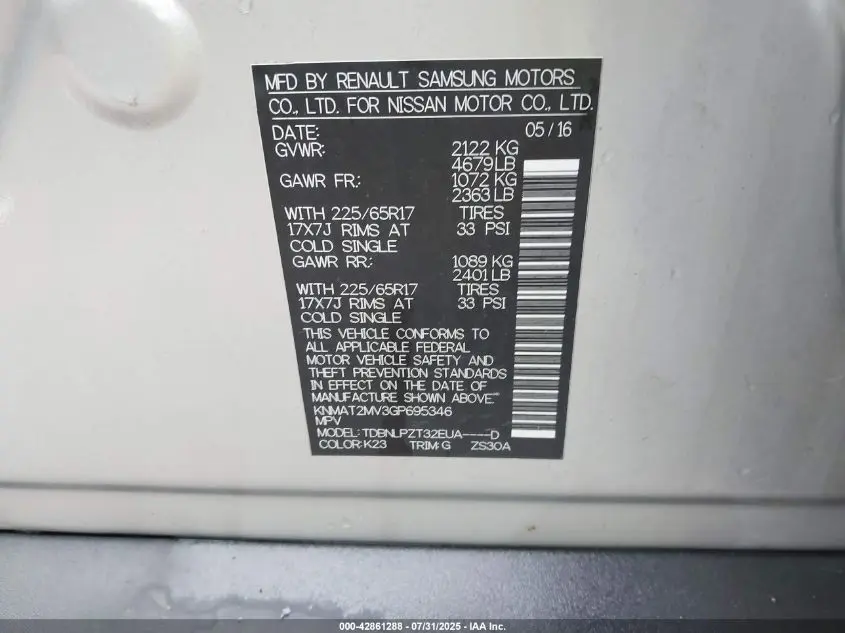 MFD BY RENAULT SAMSUNG MOTORS
CO., LTD. FOR NISSAN MOTOR CO., LTD.
DATE: 05/16
GVWR: 2122 KG
4679LB
GAWR FR: 1072 KG
2363LB
WITH 225/65R17 TIRES
17X7J RIMS AT 33 PSI
COLD SINGLE
GAWR RR: 1089 KG
2401LB
WITH 225/65R17 TIRES
17X7J RIMS AT 33 PSI
COLD SINGLE
THIS VEHICLE CONFORMS TO
ALL APPLICABLE FEDERAL
MOTOR VEHICLE SAFETY AND
THEFT PREVENTION STANDARDS
IN EFFECT ON THE DATE OF
MANUFACTURE SHOWN ABOVE.
KNMAT2MV3GP695346
MPV
MODEL: TDBNLPZT32EUA----D
COLOR:K23 TRIM:G ZS30A
000-42861288 - 07/31/2025 - IAA Inc.